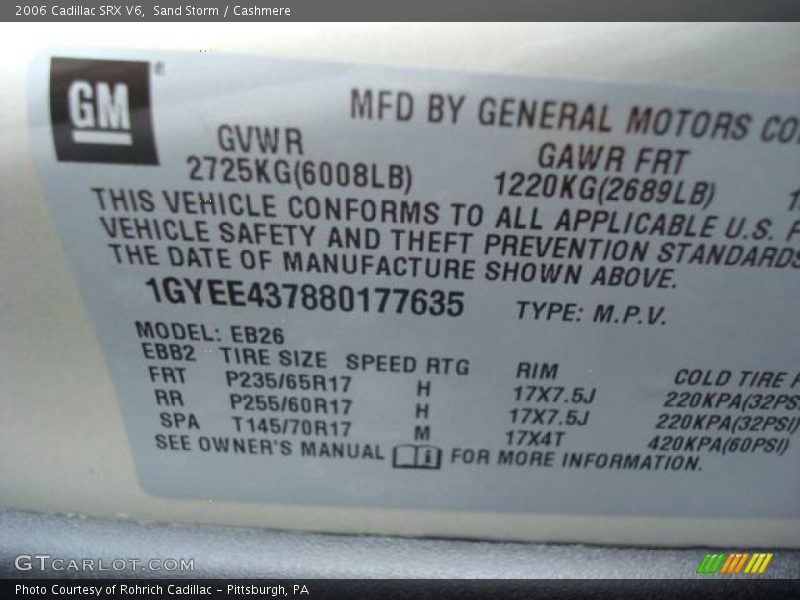 2006 Cadillac SRX V6, Sand Storm / Cashmere
GM ®
MFD BY GENERAL MOTORS
GVWR GAWR FRT
2725KG(6008LB) 1220KG(2689LB)
THIS VEHICLE CONFORMS TO ALL APPLICABLE U.S.
VEHICLE SAFETY AND THEFT PREVENTION STANDARDS
THE DATE OF MANUFACTURE SHOWN ABOVE.
1GYEE437880177635 TYPE: M.P.V.
MODEL: EB26
EBB2 TIRE SIZE SPEED RTG RIM COLD TIRE
FRT P235/65R17 H 17X7.5J 220KPA(32PSI)
RR P255/60R17 H 17X7.5J 220KPA(32PSI)
SPA T145/70R17 M 17X4T 420KPA(60PSI)
SEE OWNER'S MANUAL i FOR MORE INFORMATION.
GTCARLOT.COM
Photo Courtesy of Rohrich Cadillac - Pittsburgh, PA